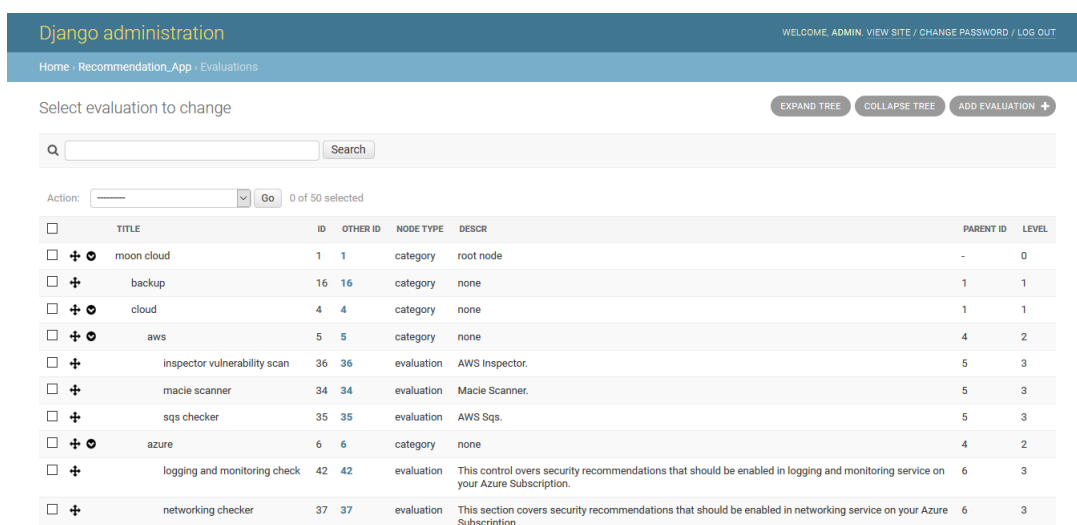 Django administration
WELCOME, ADMIN. VIEW SITE / CHANGE PASSWORD / LOG OUT
Home › Recommendation_App › Evaluations
Select evaluation to change
EXPAND TREE COLLAPSE TREE ADD EVALUATION +
Search
Action: --------- Go 0 of 50 selected
TITLE ID OTHER ID NODE TYPE DESCR PARENT ID LEVEL
moon cloud 1 1 category root node - 0
backup 16 16 category none 1 1
cloud 4 4 category none 1 1
aws 5 5 category none 4 2
inspector vulnerability scan 36 36 evaluation AWS Inspector. 5 3
macie scanner 34 34 evaluation Macie Scanner. 5 3
sqs checker 35 35 evaluation AWS Sqs. 5 3
azure 6 6 category none 4 2
logging and monitoring check 42 42 evaluation This control overs security recommendations that should be enabled in logging and monitoring service on 6 3
your Azure Subscription.
networking checker 37 37 evaluation This section covers security recommendations that should be enabled in networking service on your Azure 6 3
Subscription.